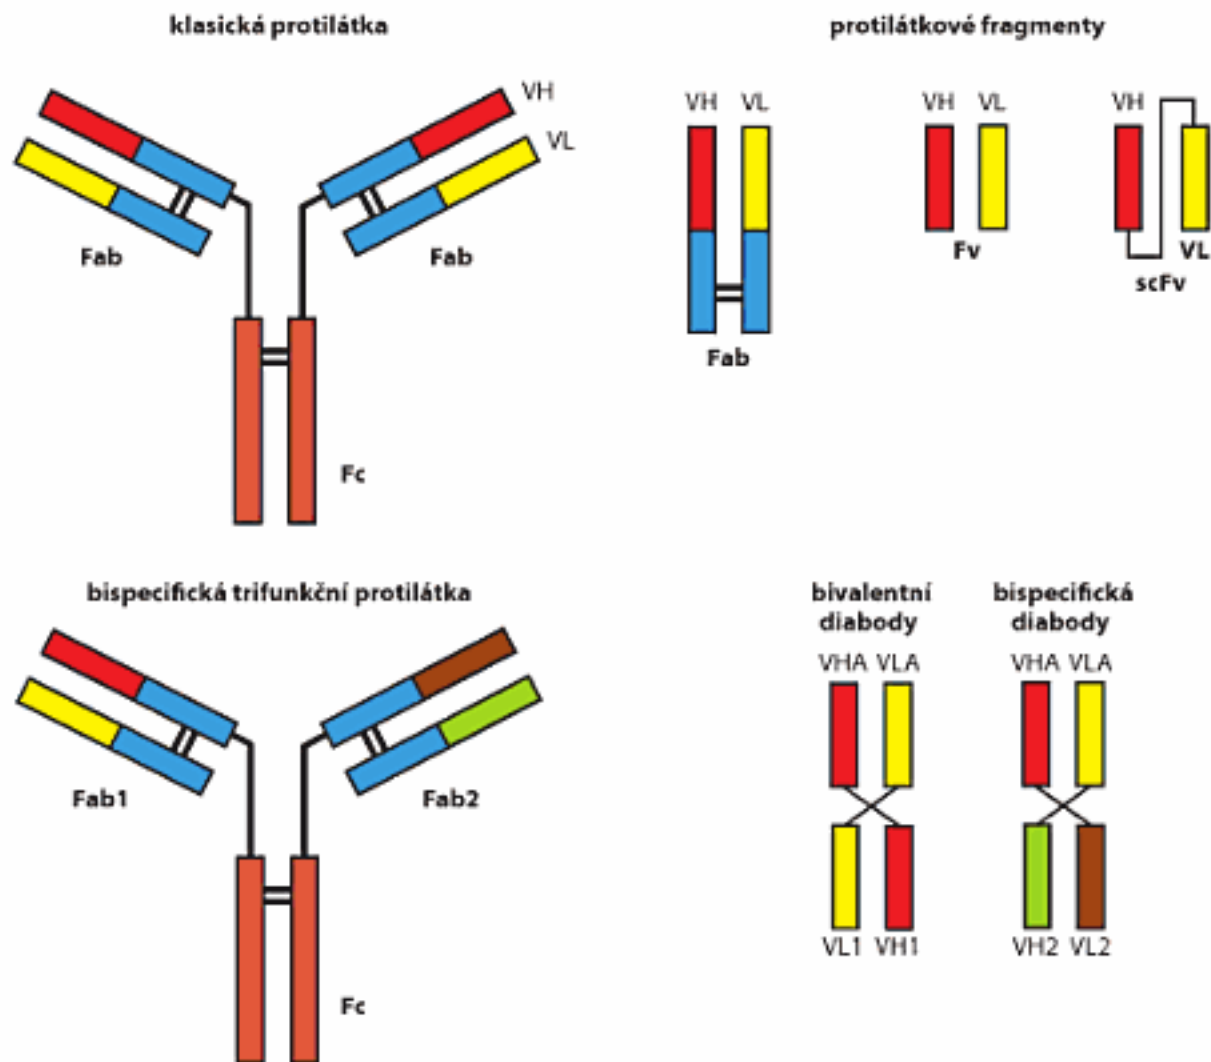 klasická protilátka
VH
VL
Fab
Fab
Fc
protilátkové fragmenty
VH VL
Fab
VH VL
Fv
VH
VL
scFv
bispecifická trifunkční protilátka
Fab1
Fab2
Fc
bivalentní
diabody
VHA VLA
VL1 VH1
bispecifická
diabody
VHA VLA
VH2 VL2